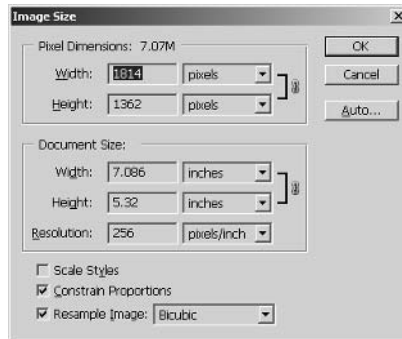 Image Size
X
Pixel Dimensions: 7.07M
OK
Width: 1814 pixels
Cancel
Height: 1362 pixels
Auto...
Document Size:
Width: 7.086 inches
Height: 5.32 inches
Resolution: 256 pixels/inch
Scale Styles
Constrain Proportions
Resample Image: Bicubic